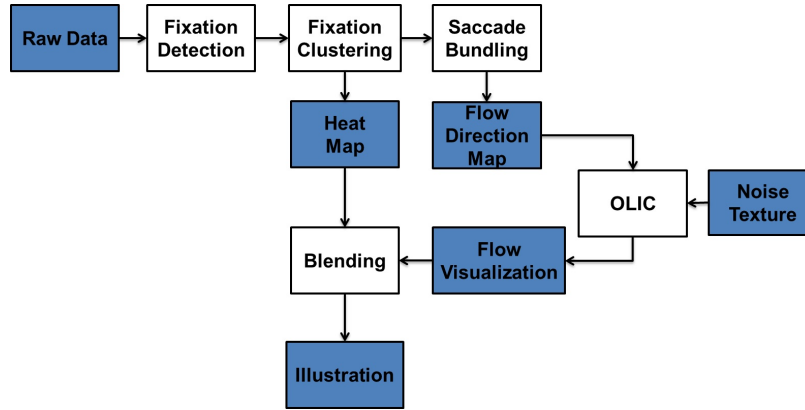 Raw Data
Fixation
Detection
Fixation
Clustering
Saccade
Bundling
Heat
Map
Flow
Direction
Map
OLIC
Noise
Texture
Blending
Flow
Visualization
Illustration